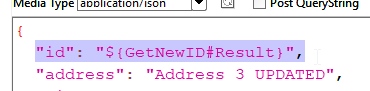 Media Type application/json Post QueryString
{
"id": "${GetNewID#Result}",
"address": "Address 3 UPDATED",